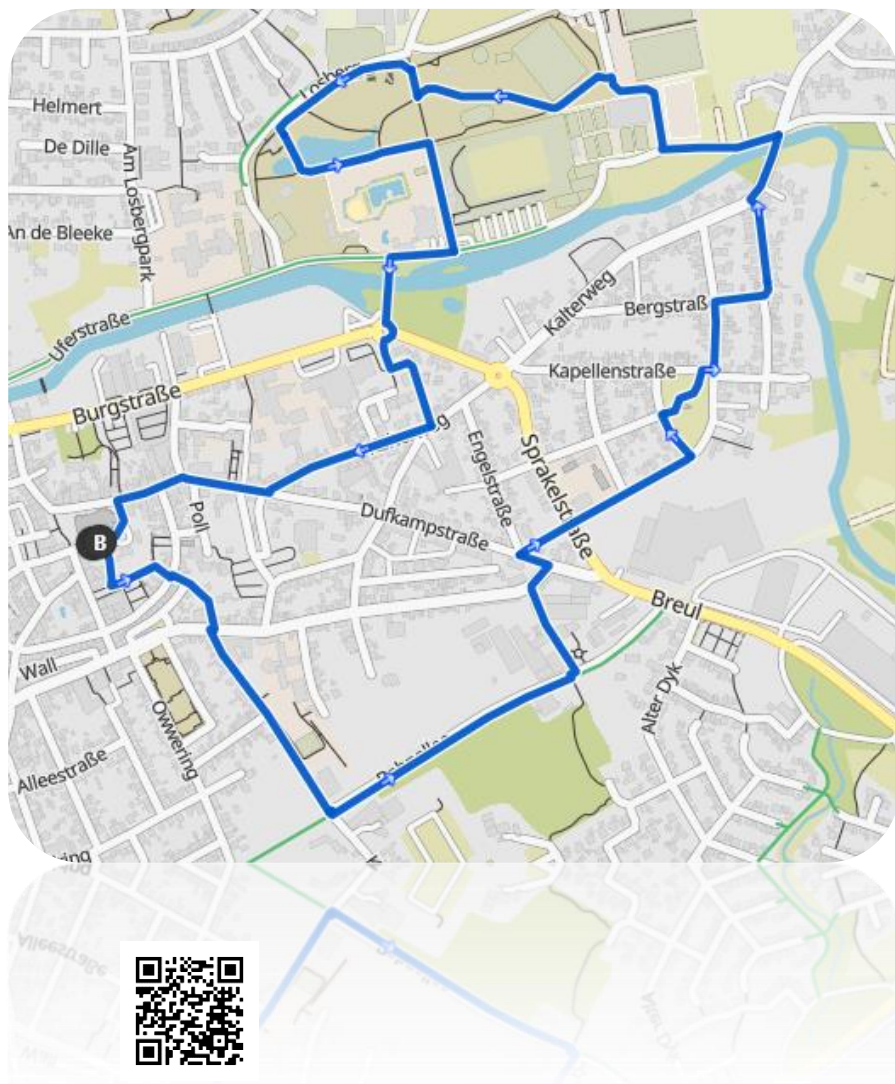 Helmert
De Dille
Am Losbergpark
An de Bleeke
Uferstraße
Kalterweg
Bergstraß
Kapellenstraße
Burgstraße
Engelstraße
Sprakelstraße
Poll
Dufkampstraße
B
Breul
Wall
Alter Dyk
Owwering
Alleestraße